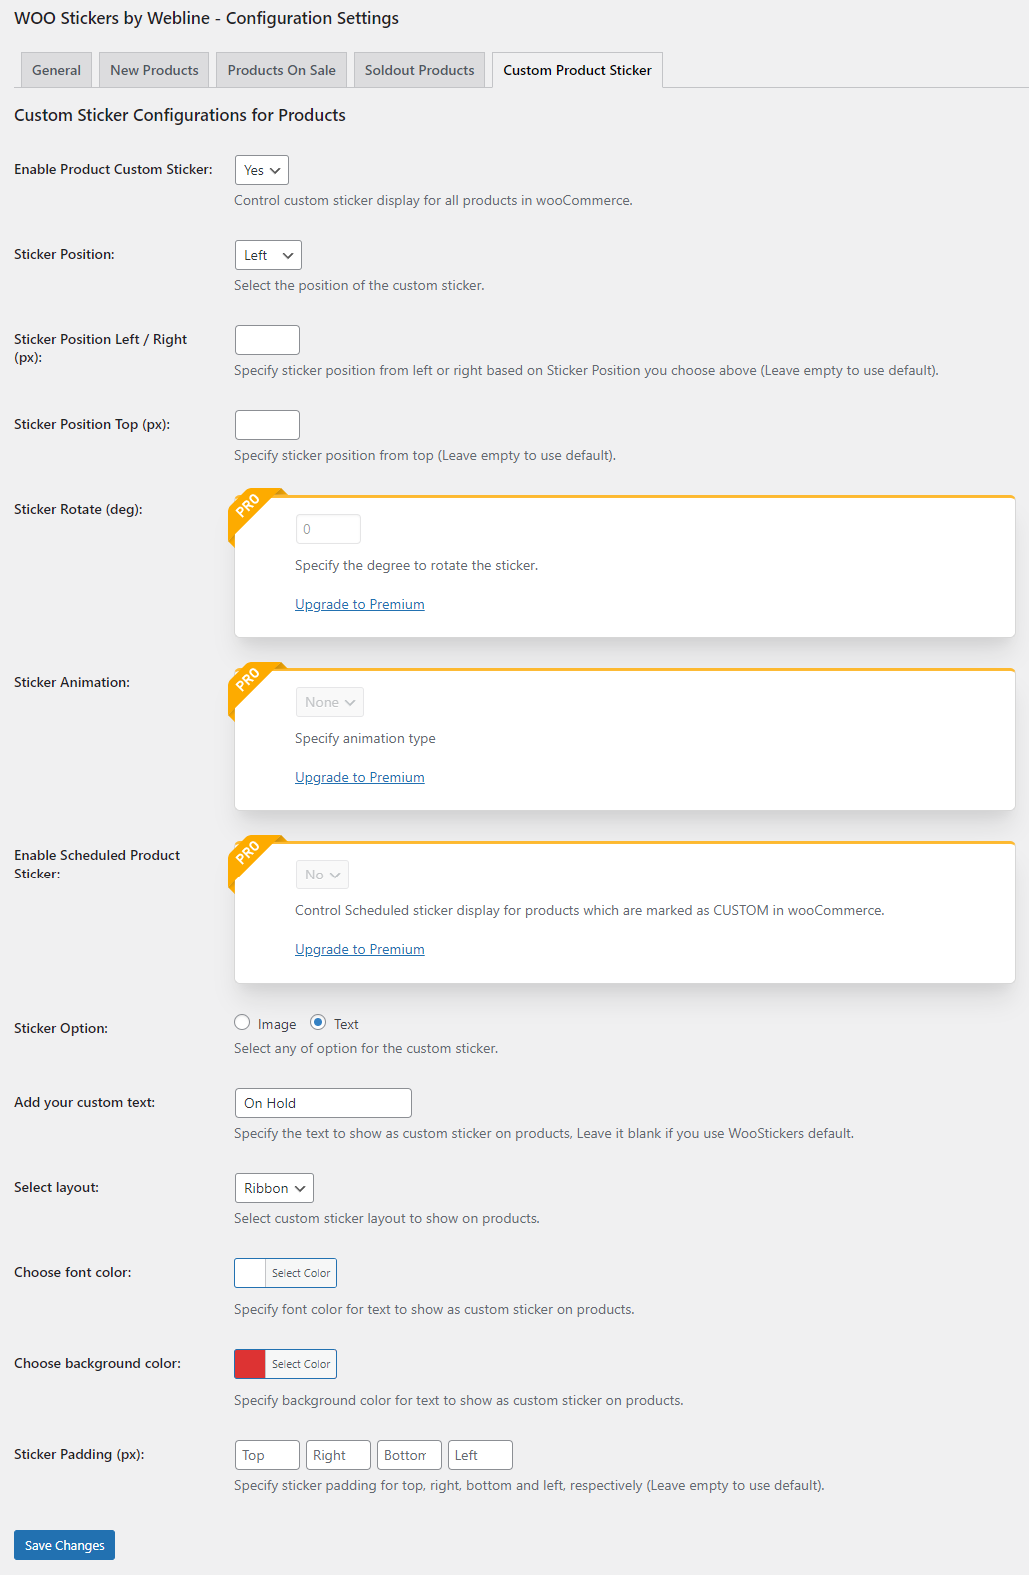 WOO Stickers by Webline - Configuration Settings
General
New Products
Products On Sale
Soldout Products
Custom Product Sticker
Custom Sticker Configurations for Products
Enable Product Custom Sticker:
Yes
Control custom sticker display for all products in wooCommerce.
Sticker Position:
Left
Select the position of the custom sticker.
Sticker Position Left / Right
(px):
Specify sticker position from left or right based on Sticker Position you choose above (Leave empty to use default).
Sticker Position Top (px):
Specify sticker position from top (Leave empty to use default).
Sticker Rotate (deg):
PRO
0
Specify the degree to rotate the sticker.
Upgrade to Premium
Sticker Animation:
PRO
None
Specify animation type
Upgrade to Premium
Enable Scheduled Product
Sticker:
PRO
No
Control Scheduled sticker display for products which are marked as CUSTOM in wooCommerce.
Upgrade to Premium
Sticker Option:
Image
Text
Select any of option for the custom sticker.
Add your custom text:
On Hold
Specify the text to show as custom sticker on products, Leave it blank if you use WooStickers default.
Select layout:
Ribbon
Select custom sticker layout to show on products.
Choose font color:
Select Color
Specify font color for text to show as custom sticker on products.
Choose background color:
Select Color
Specify background color for text to show as custom sticker on products.
Sticker Padding (px):
Top
Right
Bottom
Left
Specify sticker padding for top, right, bottom and left, respectively (Leave empty to use default).
Save Changes